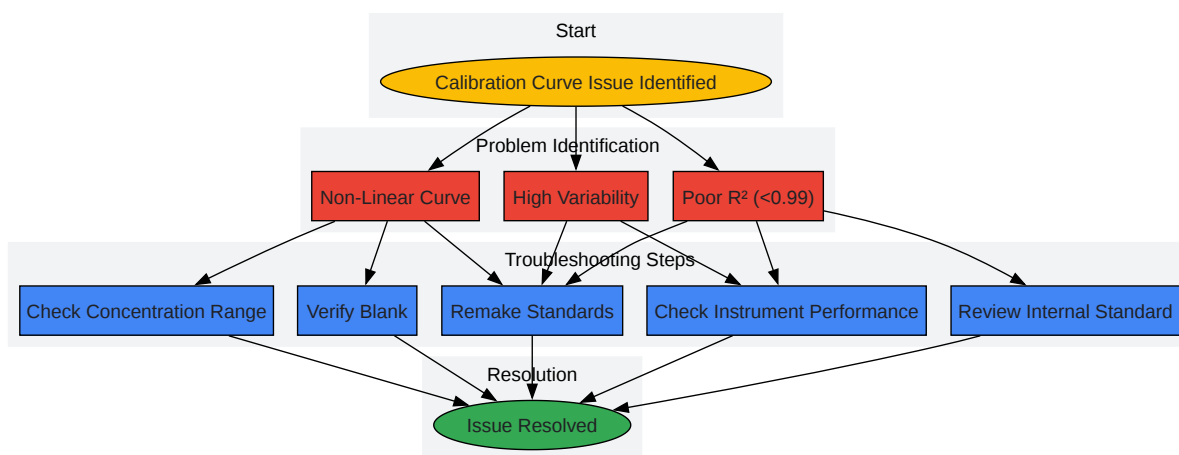 Start
Calibration Curve Issue Identified
Problem Identification
Non-Linear Curve
High Variability
Poor R² (<0.99)
Troubleshooting Steps
Check Concentration Range
Verify Blank
Remake Standards
Check Instrument Performance
Review Internal Standard
Resolution
Issue Resolved